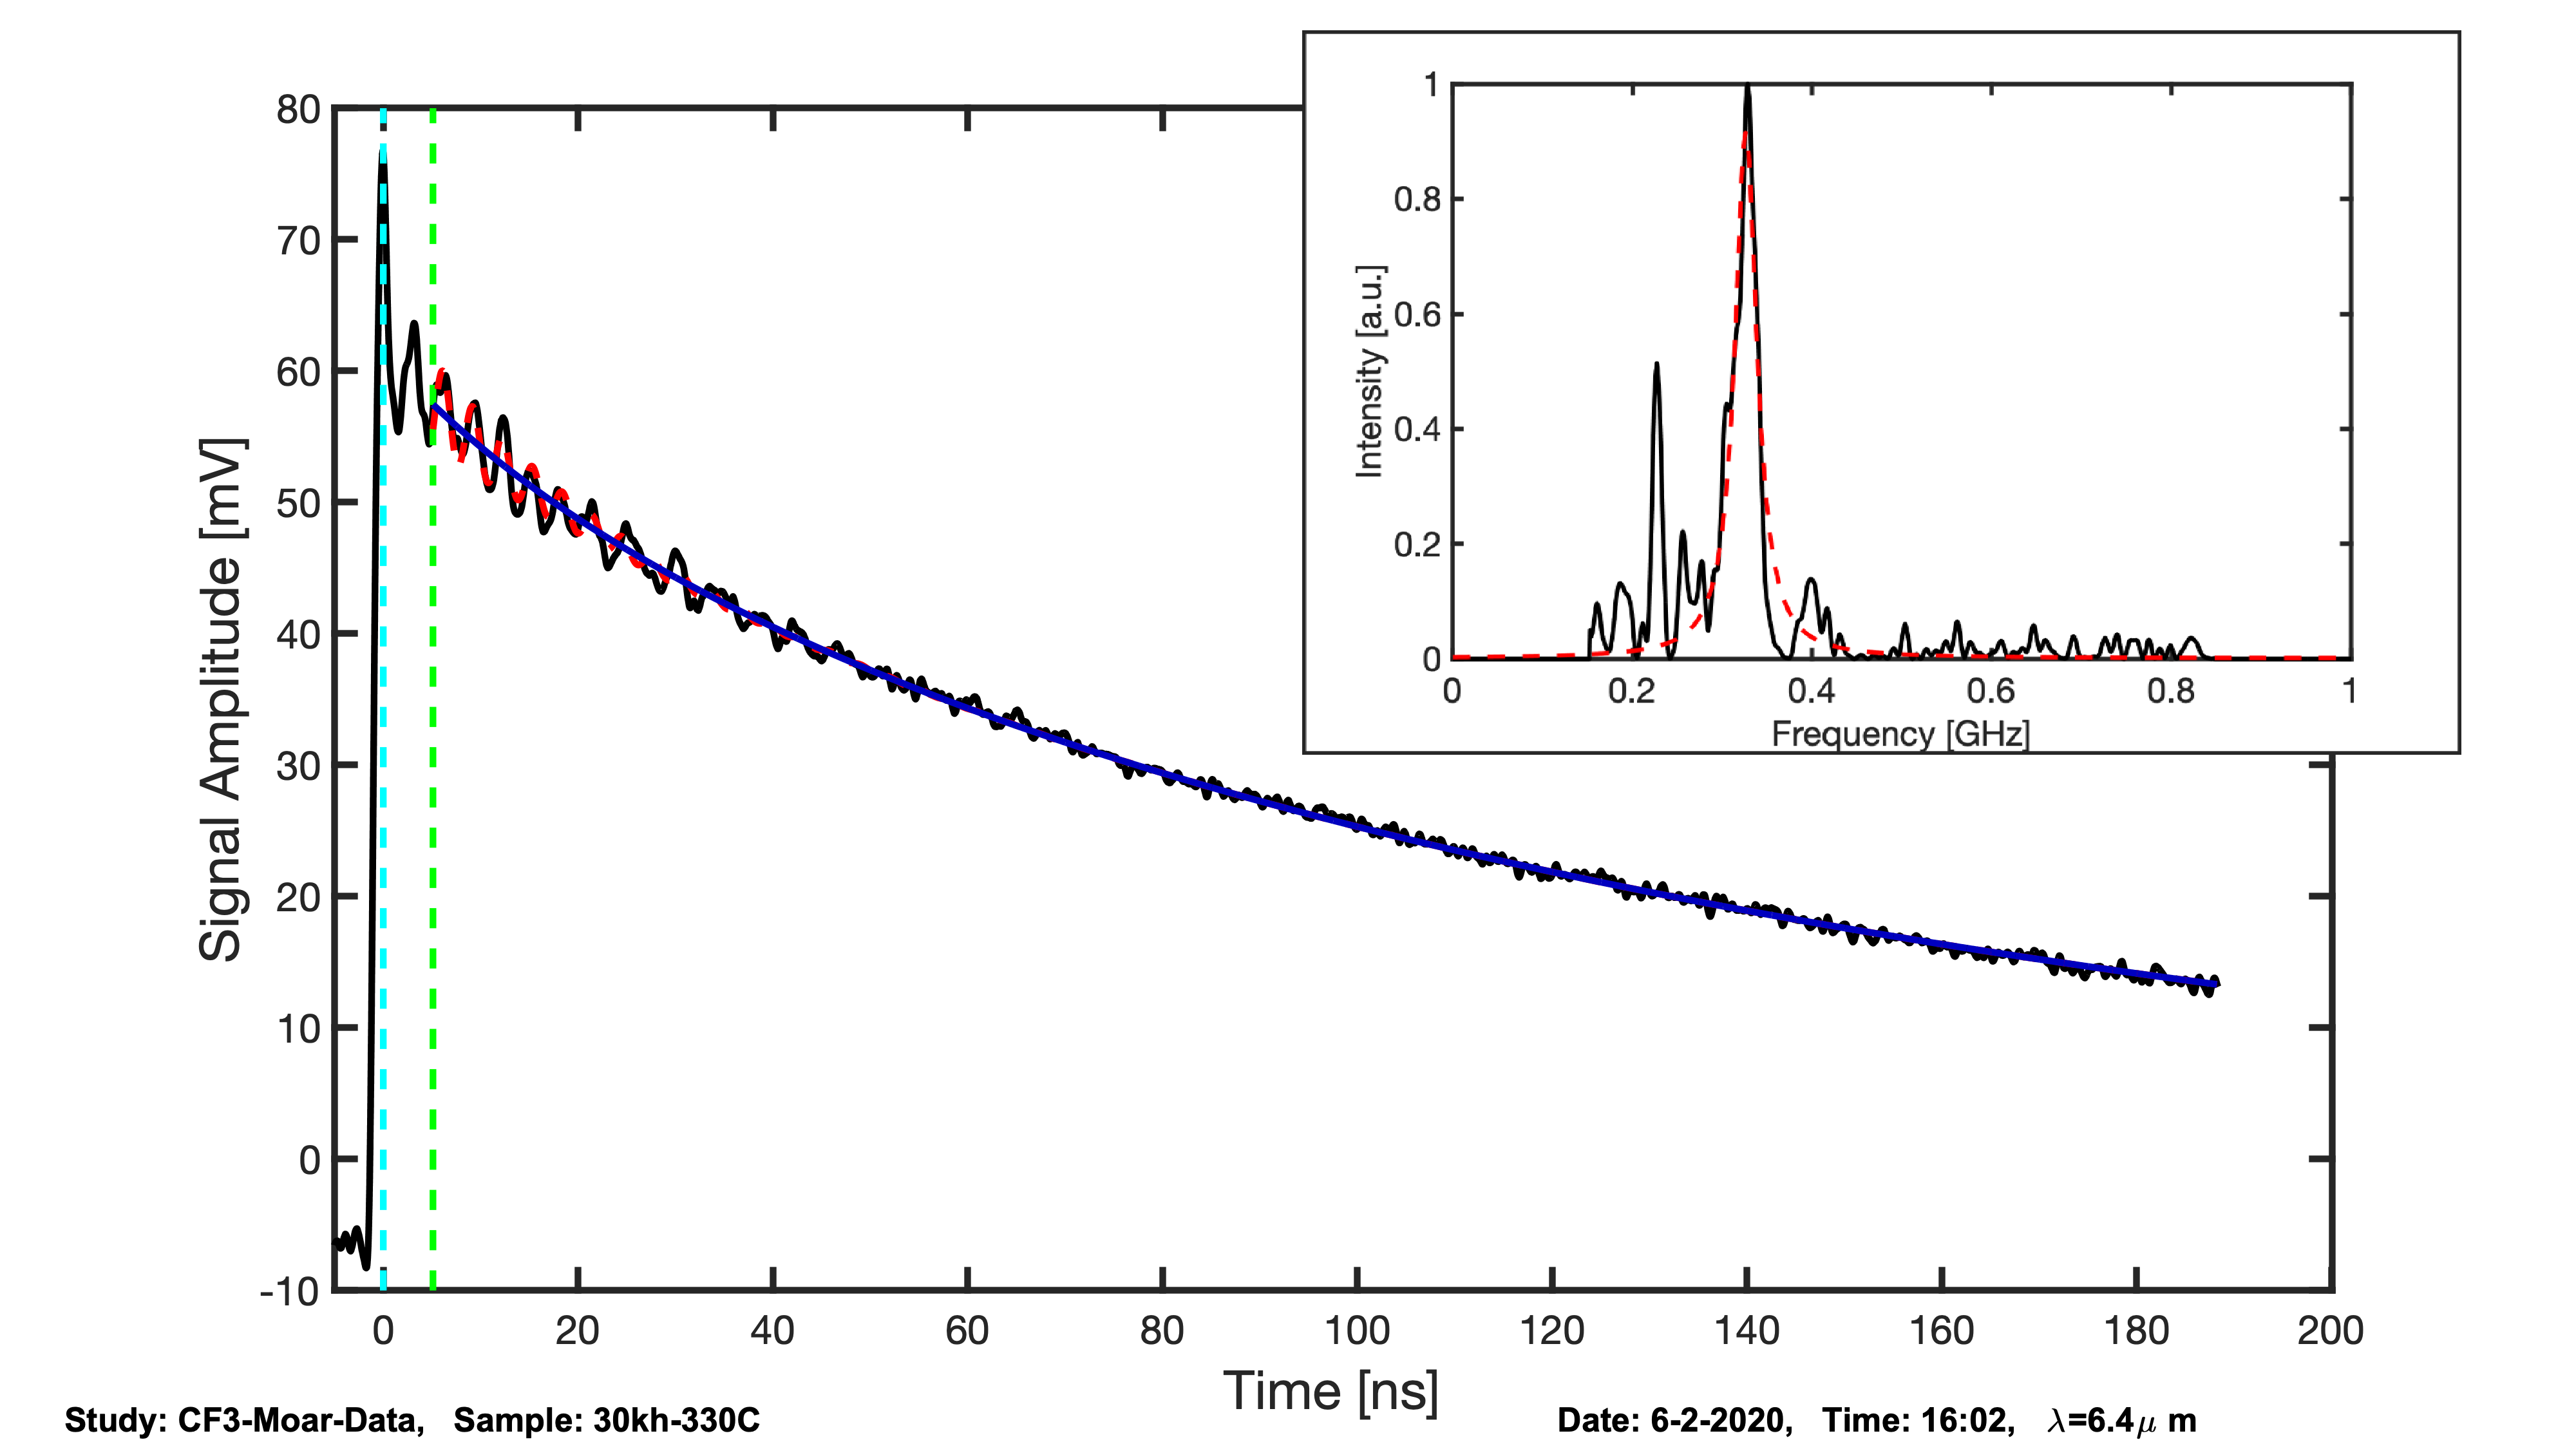 80
70
60
50
40
30
20
10
0
-10
Signal Amplitude [mV]
0 20 40 60 80 100 120 140 160 180 200
Time [ns]
1
0.8
0.6
0.4
0.2
0
Intensity [a.u.]
0 0.2 0.4 0.6 0.8 1
Frequency [GHz]
Study: CF3-Moar-Data, Sample: 30kh-330C
Date: 6-2-2020, Time: 16:02, λ=6.4μ m